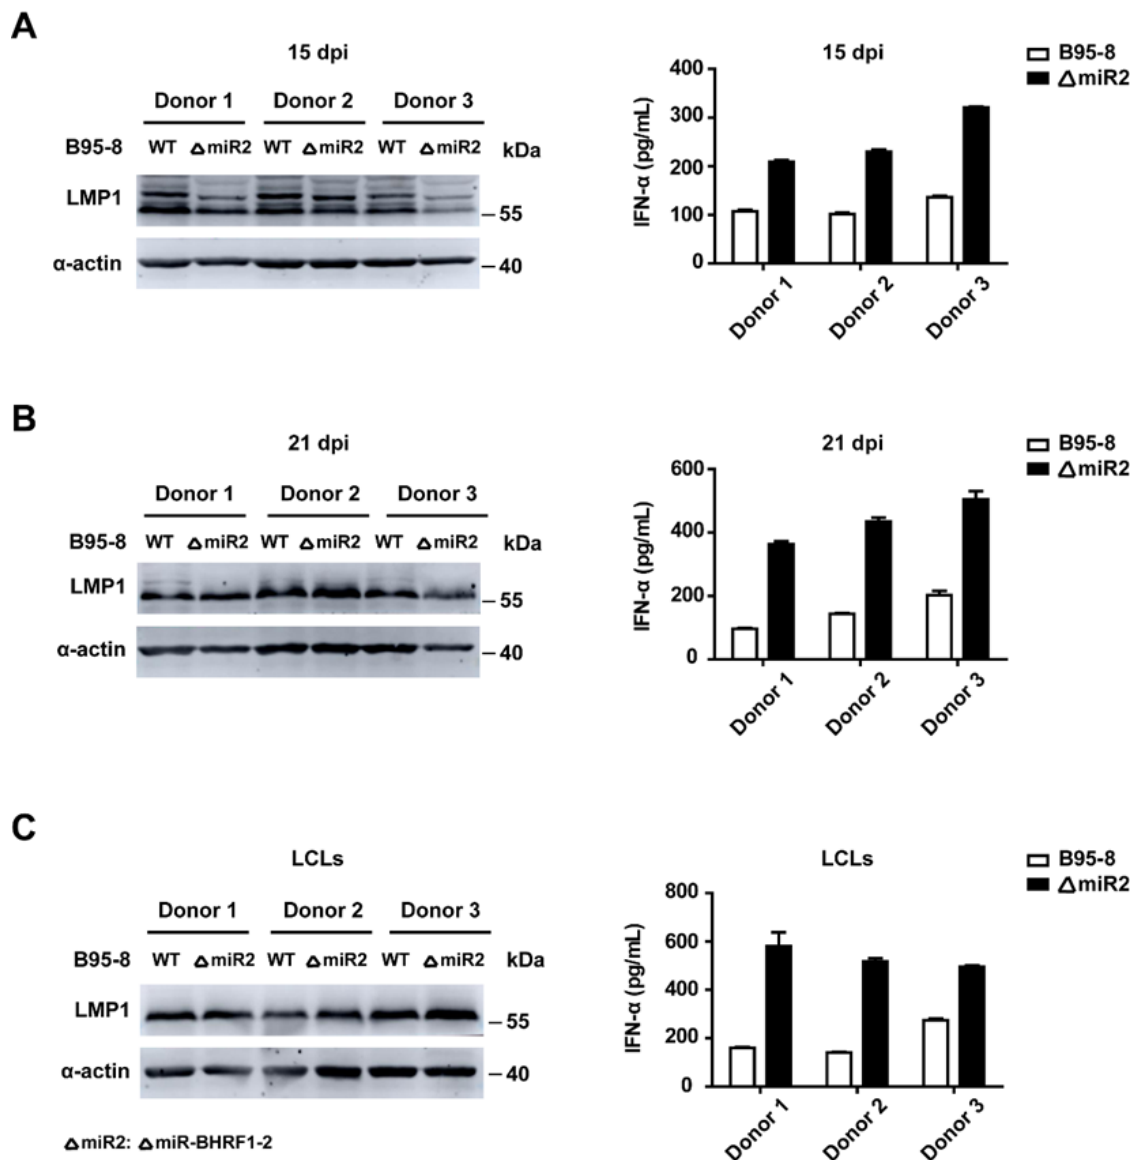 A
15 dpi
Donor 1 Donor 2 Donor 3
B95-8 WT ΔmiR2 WT ΔmiR2 WT ΔmiR2 kDa
LMP1
55
α-actin
40
15 dpi
B95-8
ΔmiR2
IFN-α (pg/mL)
400
300
200
100
0
Donor 1 Donor 2 Donor 3
B
21 dpi
Donor 1 Donor 2 Donor 3
B95-8 WT ΔmiR2 WT ΔmiR2 WT ΔmiR2 kDa
LMP1
55
α-actin
40
21 dpi
B95-8
ΔmiR2
IFN-α (pg/mL)
600
400
200
0
Donor 1 Donor 2 Donor 3
C
LCLs
Donor 1 Donor 2 Donor 3
B95-8 WT ΔmiR2 WT ΔmiR2 WT ΔmiR2 kDa
LMP1
55
α-actin
40
ΔmiR2: ΔmiR-BHRF1-2
LCLs
B95-8
ΔmiR2
IFN-α (pg/mL)
800
600
400
200
0
Donor 1 Donor 2 Donor 3